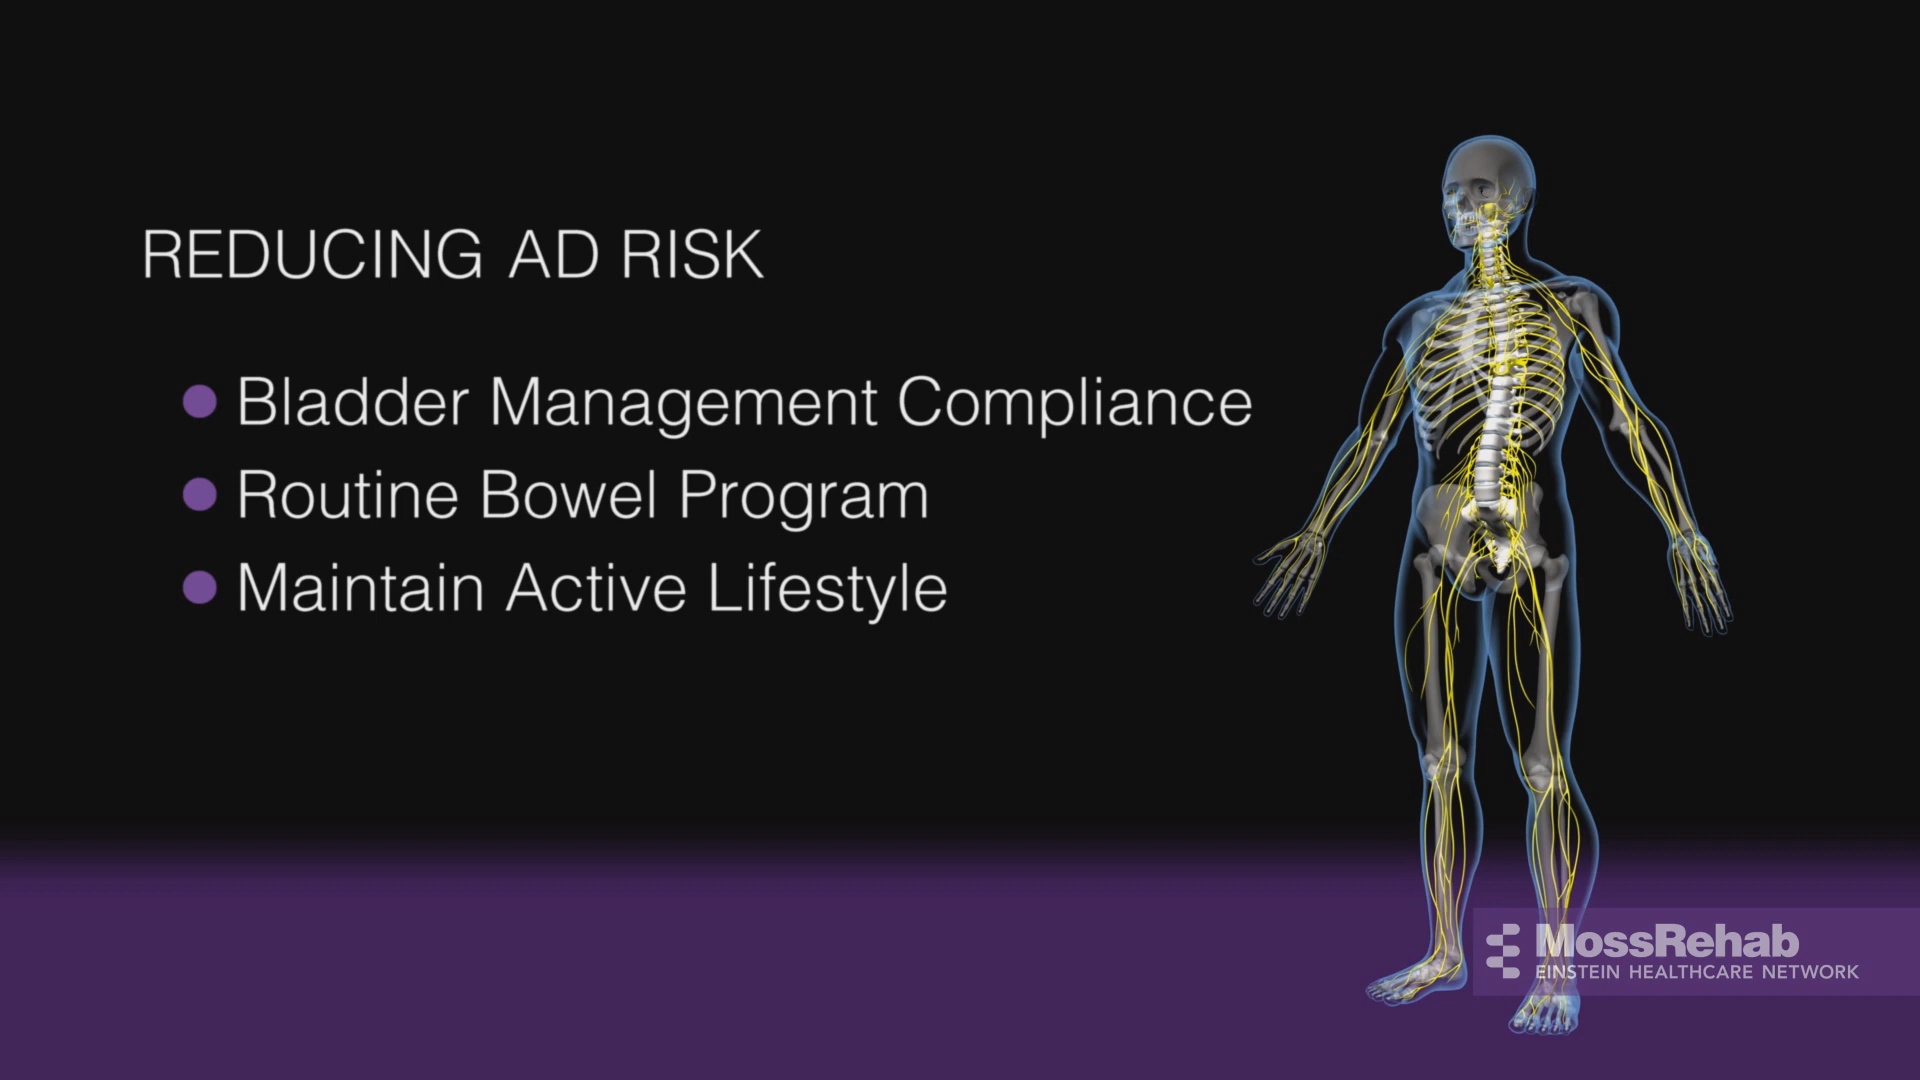 REDUCING AD RISK
Bladder Management Compliance
Routine Bowel Program
Maintain Active Lifestyle
MossRehab
EINSTEIN HEALTHCARE NETWORK